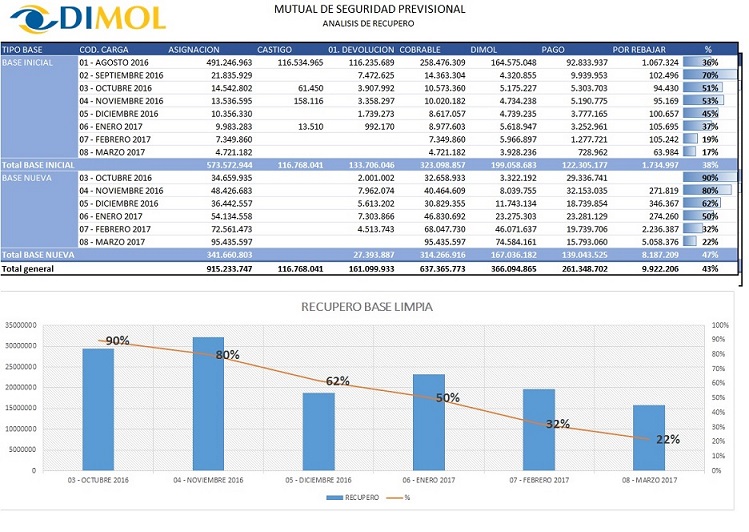 DIMOL
MUTUAL DE SEGURIDAD PREVISIONAL
ANALISIS DE RECUPERO
TIPO BASE COD. CARGA ASIGNACION CASTIGO 01. DEVOLUCION COBRABLE DIMOL PAGO POR REBAJAR %
BASE INICIAL 01 - AGOSTO 2016 491.246.963 116.534.965 116.235.689 258.476.309 164.575.048 92.833.937 1.067.324 36%
02 - SEPTIEMBRE 2016 21.835.929 7.472.625 14.363.304 4.320.855 9.939.953 102.496 70%
03 - OCTUBRE 2016 14.542.802 61.450 3.907.992 10.573.360 5.175.227 5.303.703 94.430 51%
04 - NOVIEMBRE 2016 13.536.595 158.116 3.358.297 10.020.182 4.734.238 5.190.775 95.169 53%
05 - DICIEMBRE 2016 10.356.330 1.739.273 8.617.057 4.739.235 3.777.165 100.657 45%
06 - ENERO 2017 9.983.283 13.510 992.170 8.977.603 5.618.947 3.252.961 105.695 37%
07 - FEBRERO 2017 7.349.860 7.349.860 5.966.897 1.277.721 105.242 19%
08 - MARZO 2017 4.721.182 4.721.182 3.928.236 728.962 63.984 17%
Total BASE INICIAL 573.572.944 116.768.041 133.706.046 323.098.857 199.058.683 122.305.177 1.734.997 38%
BASE NUEVA 03 - OCTUBRE 2016 34.659.935 2.001.002 32.658.933 3.322.192 29.336.741 90%
04 - NOVIEMBRE 2016 48.426.683 7.962.074 40.464.609 8.039.755 32.153.035 271.819 80%
05 - DICIEMBRE 2016 36.442.557 5.613.202 30.829.355 11.743.134 18.739.854 346.367 62%
06 - ENERO 2017 54.134.558 7.303.866 46.830.692 23.275.303 23.281.129 274.260 50%
07 - FEBRERO 2017 72.561.473 4.513.743 68.047.730 46.071.637 19.739.706 2.236.387 32%
08 - MARZO 2017 95.435.597 95.435.597 74.584.161 15.793.060 5.058.376 22%
Total BASE NUEVA 341.660.803 27.393.887 314.266.916 167.036.182 139.043.525 8.187.209 47%
Total general 915.233.747 116.768.041 161.099.933 637.365.773 366.094.865 261.348.702 9.922.206 43%
RECUPERO BASE LIMPIA
35000000 100%
30000000 90%
25000000 80%
20000000 70%
15000000 60%
10000000 50%
5000000 40%
0 30%
20%
10%
0%
90%
80%
62%
50%
32%
22%
03 - OCTUBRE 2016 04 - NOVIEMBRE 2016 05 - DICIEMBRE 2016 06 - ENERO 2017 07 - FEBRERO 2017 08 - MARZO 2017
RECUPERO %